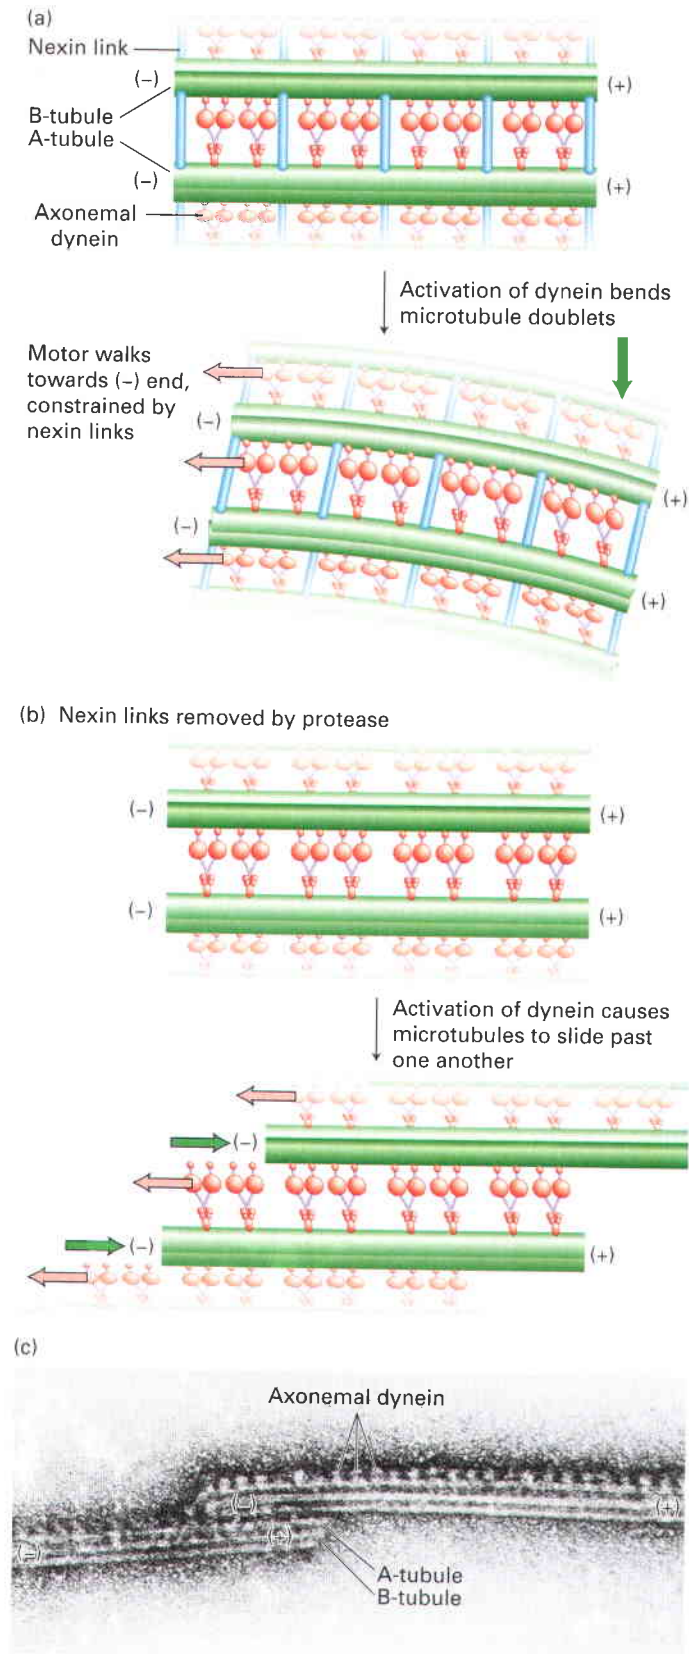 (a)
Nexin link
(–)
(+)
B-tubule
A-tubule
(–)
(+)
Axonemal
dynein
Activation of dynein bends
microtubule doublets
Motor walks
towards (–) end,
constrained by
nexin links
(–)
(+)
(–)
(+)
(b) Nexin links removed by protease
(–)
(+)
(–)
(+)
Activation of dynein causes
microtubules to slide past
one another
(–)
(–)
(+)
(c)
Axonemal dynein
(–)
(+)
(+)
(–)
A-tubule
B-tubule